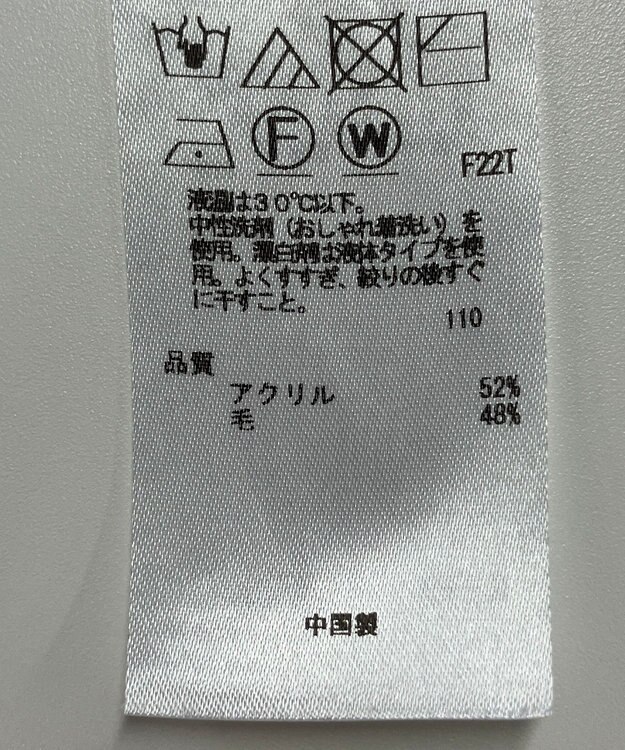 F
W
F22T
液温は30℃以下。
中性洗剤（おしゃれ着洗い）を
使用。漂白剤は液体タイプを使
用。よくすすぎ、絞りの後すぐ
に干すこと。
110
品質
アクリル 52%
毛 48%
中国製